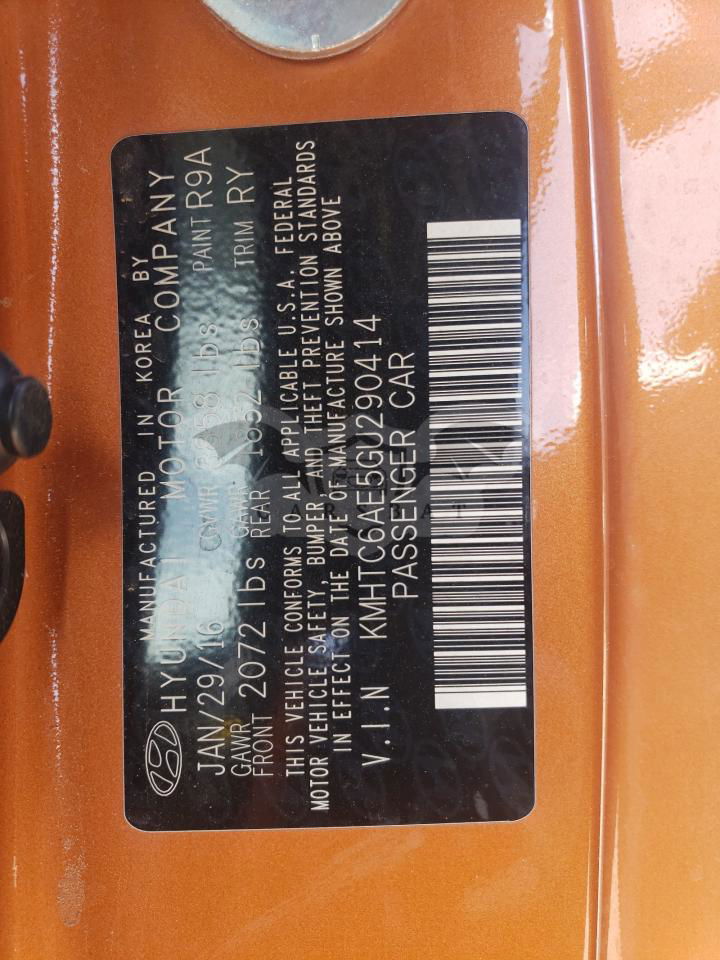 MANUFACTURED IN KOREA BY
HYUNDAI MOTOR COMPANY
JAN/29/16 GVWR lbs PAINT R9A
GAWR FRONT 2072 lbs GAWR REAR lbs TRIM RY
THIS VEHICLE CONFORMS TO ALL APPLICABLE U.S.A. FEDERAL
MOTOR VEHICLE SAFETY, BUMPER, AND THEFT PREVENTION STANDARDS
IN EFFECT ON THE DATE OF MANUFACTURE SHOWN ABOVE
V.I.N KMHTC6AE5GU290414
PASSENGER CAR